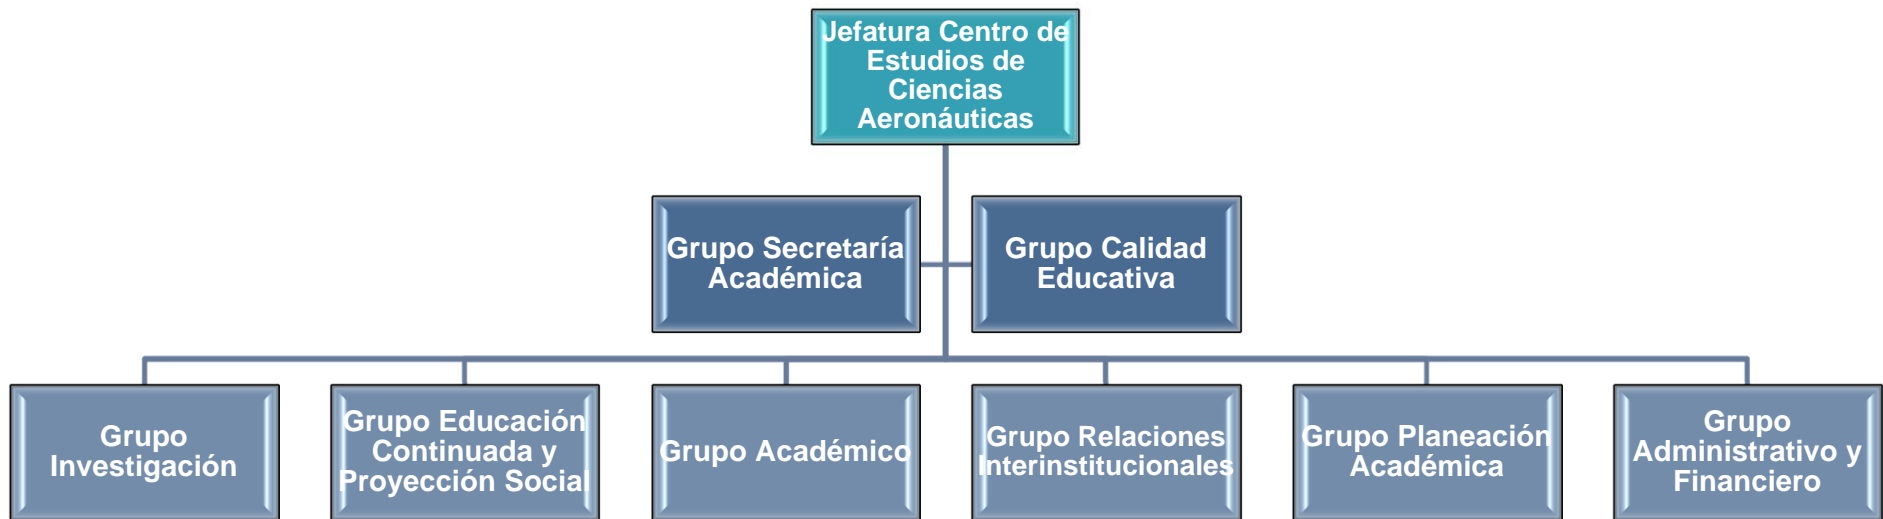 Jefatura Centro de
Estudios de
Ciencias
Aeronáuticas
Grupo Secretaría
Académica
Grupo Calidad
Educativa
Grupo
Investigación
Grupo Educación
Continuada y
Proyección Social
Grupo Académico
Grupo Relaciones
Interinstitucionales
Grupo Planeación
Académica
Grupo
Administrativo y
Financiero